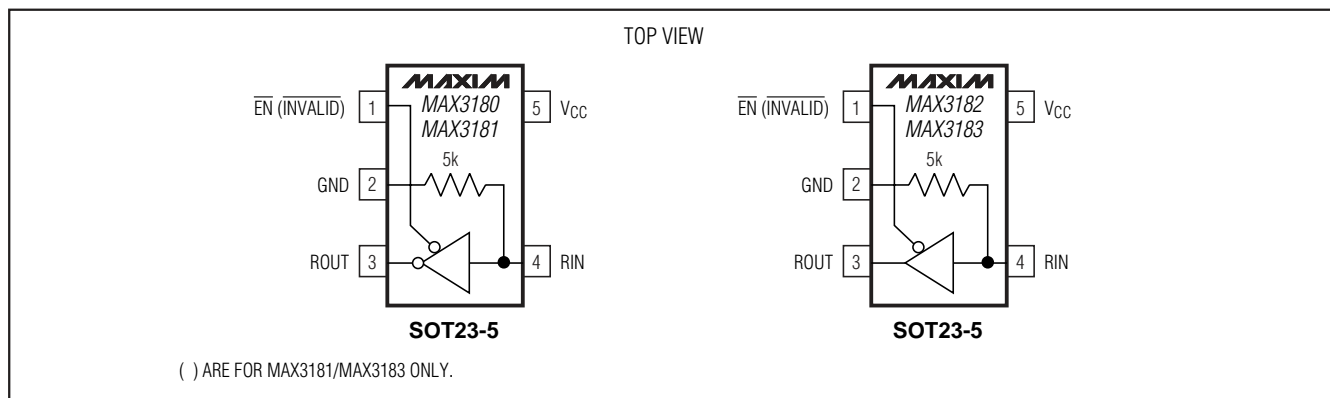 TOP VIEW
MAXIM
MAX3180
MAX3181
EN (INVALID) 1
5 VCC
5k
GND 2
ROUT 3
4 RIN
SOT23-5
MAXIM
MAX3182
MAX3183
EN (INVALID) 1
5 VCC
5k
GND 2
ROUT 3
4 RIN
SOT23-5
( ) ARE FOR MAX3181/MAX3183 ONLY.